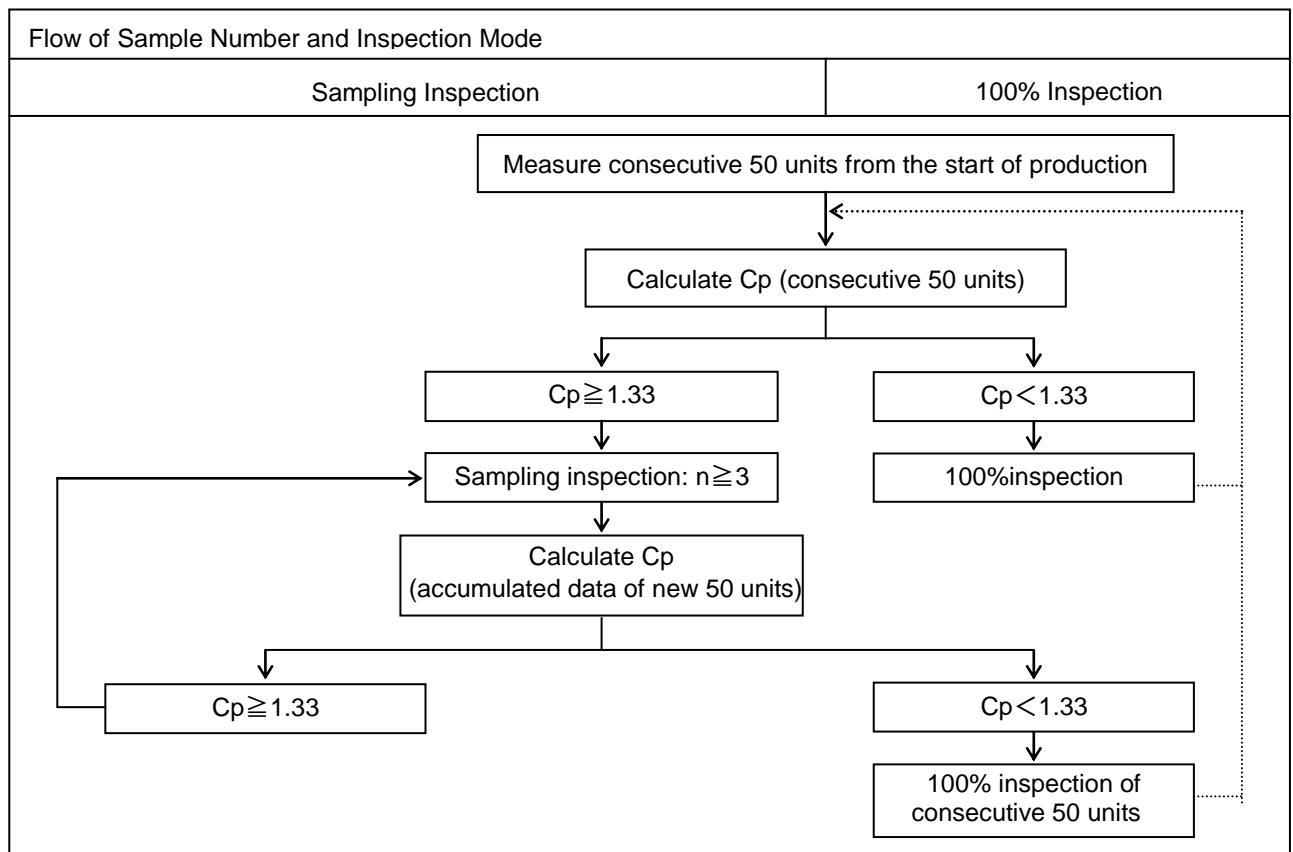 Flow of Sample Number and Inspection Mode
Sampling Inspection
100% Inspection
Measure consecutive 50 units from the start of production
Calculate Cp (consecutive 50 units)
Cp≧1.33
Cp＜1.33
Sampling inspection: n≧3
100%inspection
Calculate Cp
(accumulated data of new 50 units)
Cp≧1.33
Cp＜1.33
100% inspection of
consecutive 50 units